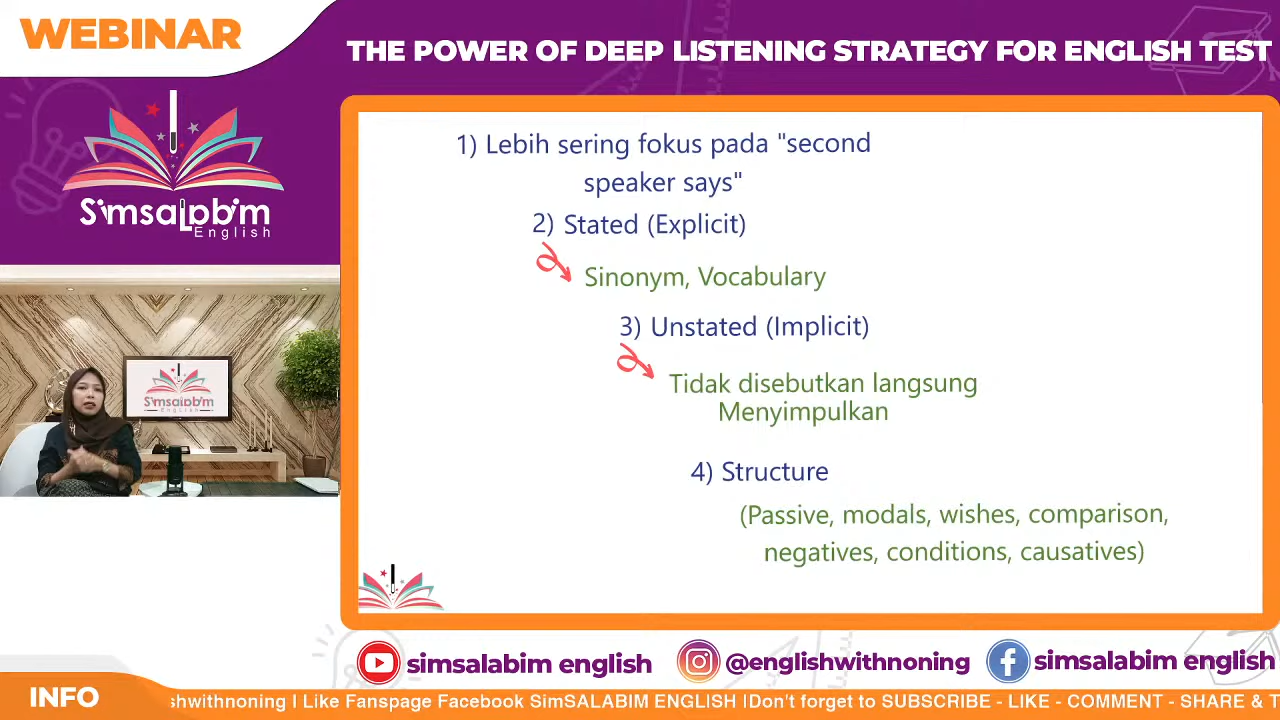 WEBINAR
THE POWER OF DEEP LISTENING STRATEGY FOR ENGLISH TEST
SimsaLabim
English
1) Lebih sering fokus pada "second
speaker says"
2) Stated (Explicit)
Sinonym, Vocabulary
3) Unstated (Implicit)
Tidak disebutkan langsung
Menyimpulkan
4) Structure
(Passive, modals, wishes, comparison,
negatives, conditions, causatives)
Simsalabim
English
simsalabim english
@englishwithnoning
simsalabim english
INFO
shwithnoning I Like Fanspage Facebook SimSALABIM ENGLISH IDon't forget to SUBSCRIBE - LIKE - COMMENT - SHARE & T